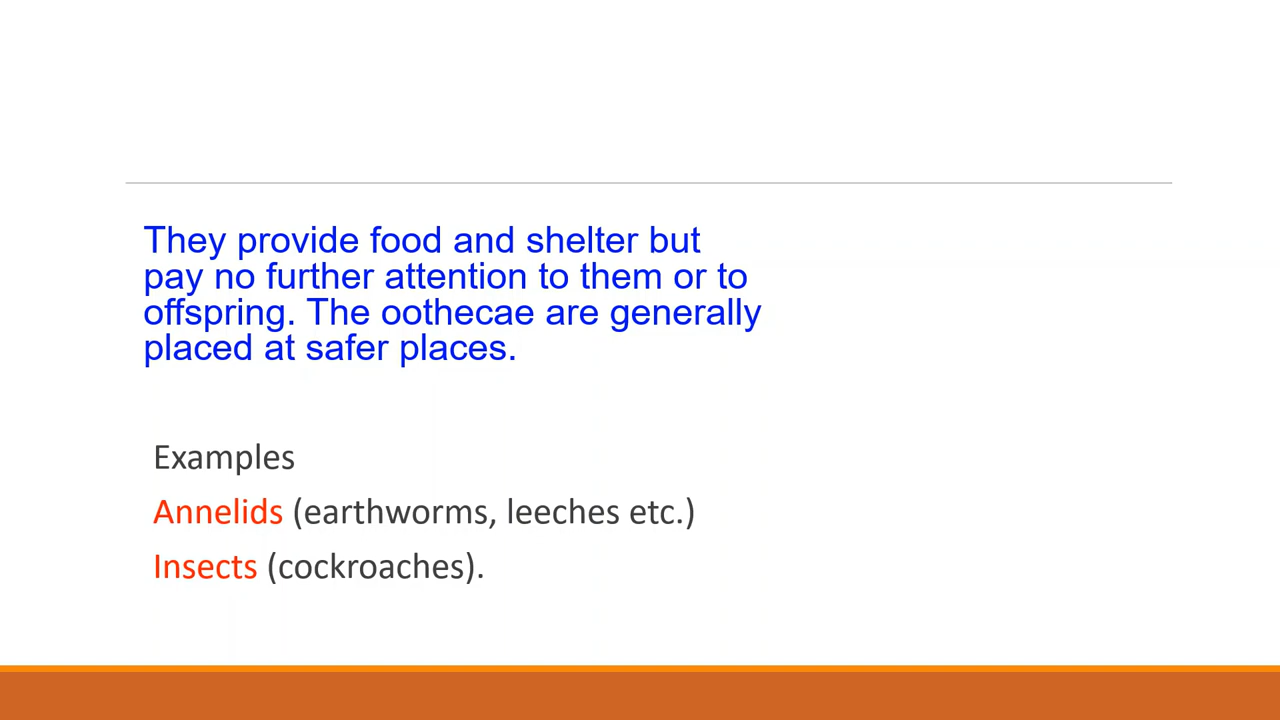 They provide food and shelter but
pay no further attention to them or to
offspring. The oothecae are generally
placed at safer places.
Examples
Annelids (earthworms, leeches etc.)
Insects (cockroaches).